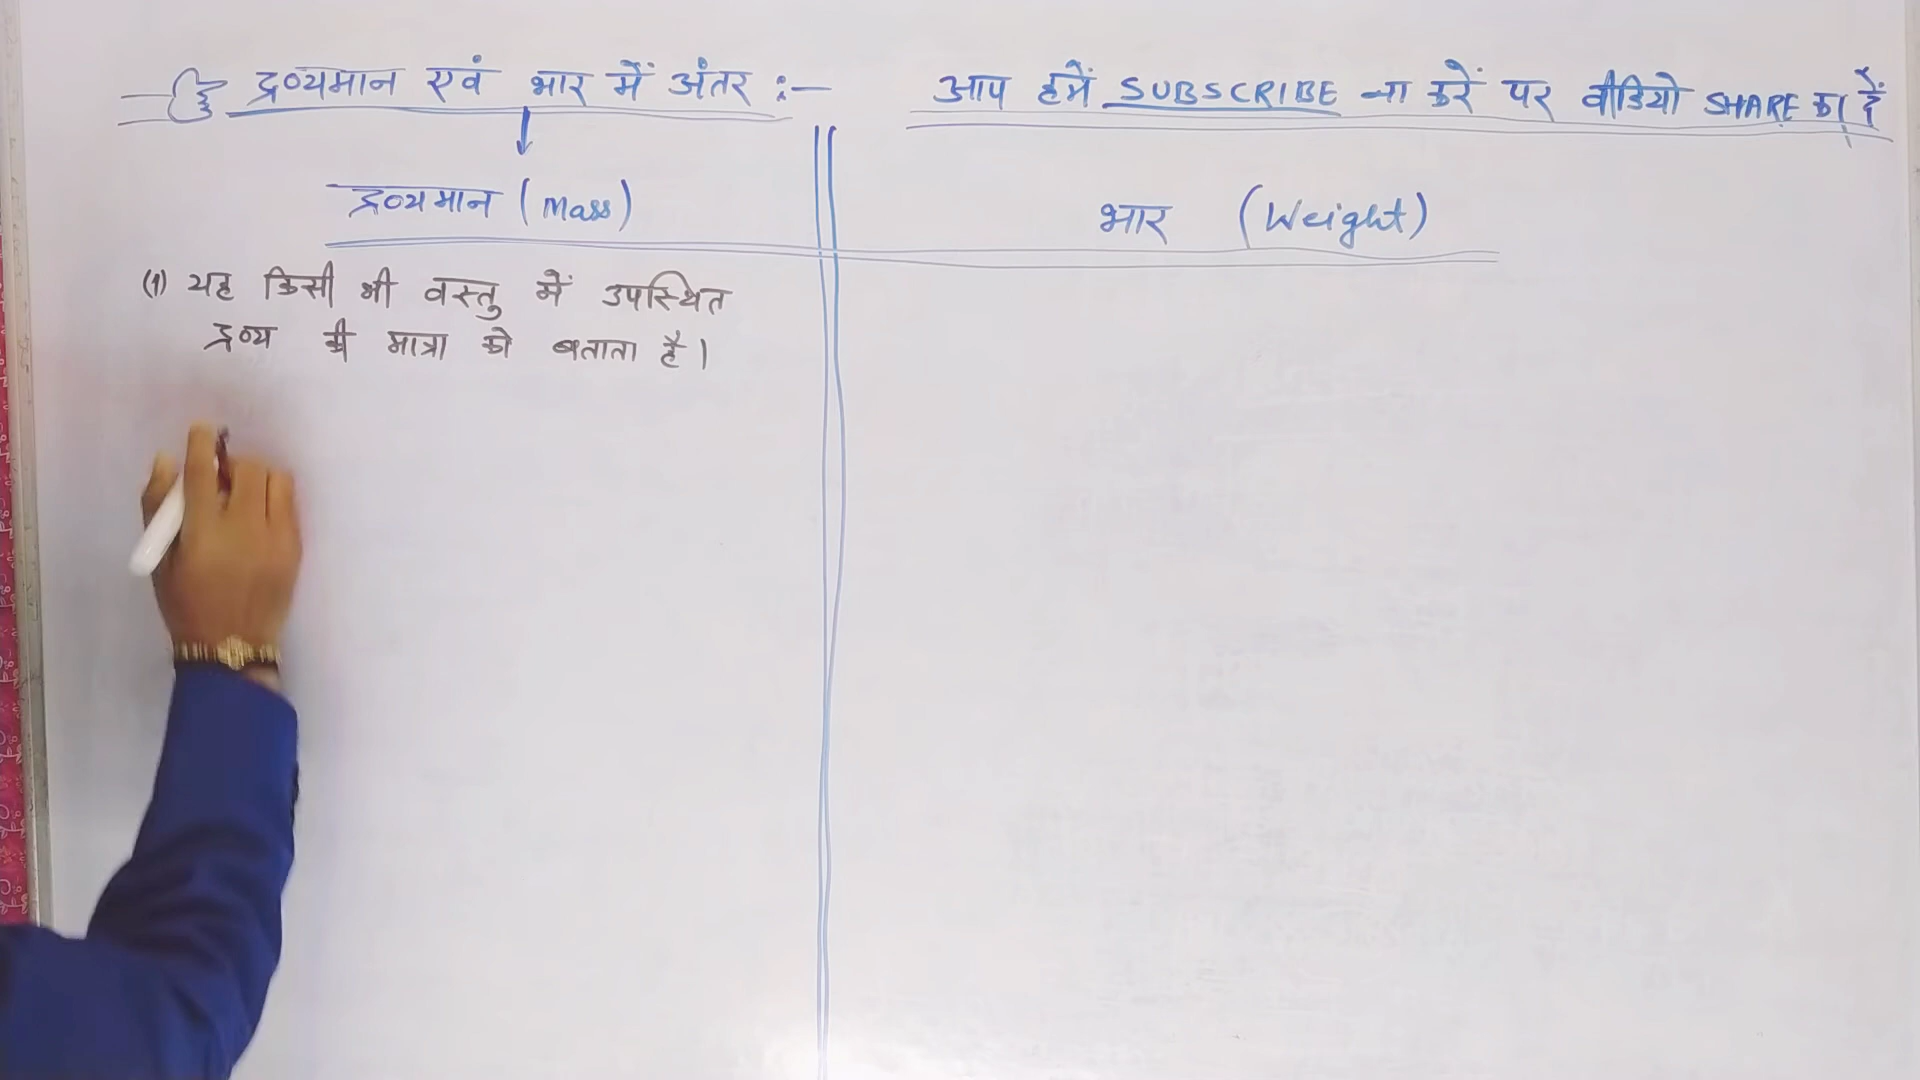 द्रव्यमान एवं भार में अंतर :-
आप हमें SUBSCRIBE ना करें पर वीडियो SHARE कर दें
द्रव्यमान (Mass)
भार (Weight)
(1) यह किसी भी वस्तु में उपस्थित
द्रव्य की मात्रा को बताता है।